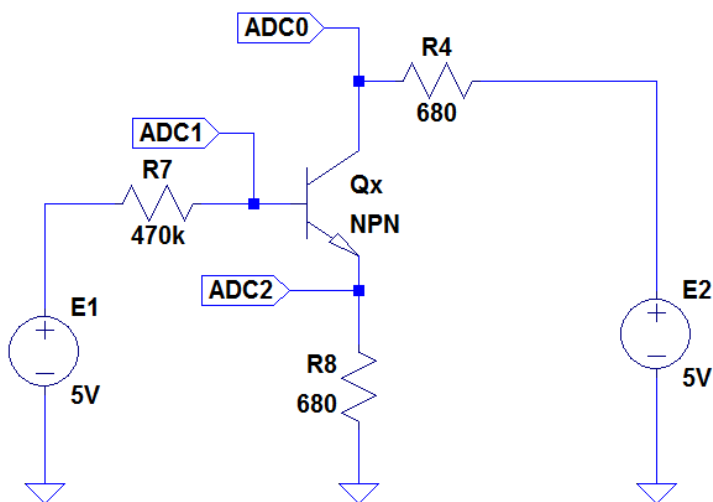 ADC0
R4
680
ADC1
R7
470k
Qx
NPN
ADC2
E1
5V
R8
680
E2
5V